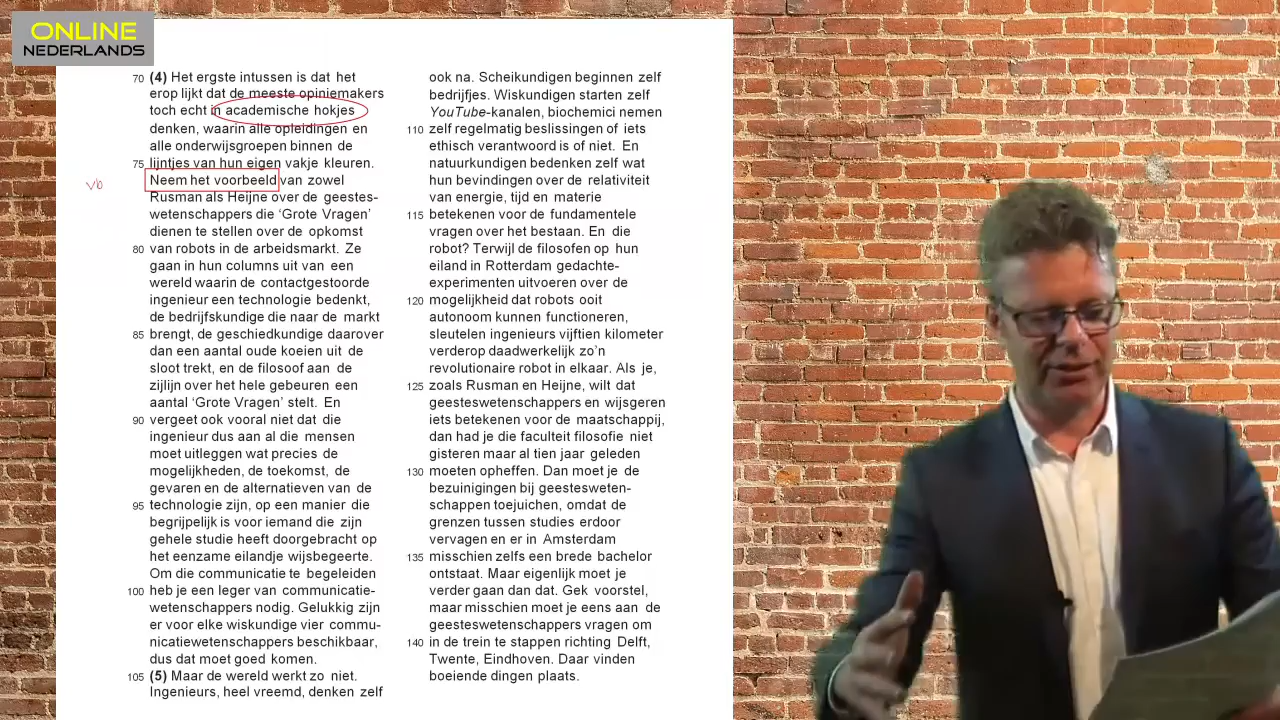 ONLINE
NEDERLANDS
70 (4) Het ergste intussen is dat het
erop lijkt dat de meeste opiniemakers
toch echt in academische hokjes
denken, waarin alle opleidingen en
alle onderwijsgroepen binnen de
75 lijntjes van hun eigen vakje kleuren.
vb Neem het voorbeeld van zowel
Rusman als Heijne over de geestes-
wetenschappers die ‘Grote Vragen’
dienen te stellen over de opkomst
80 van robots in de arbeidsmarkt. Ze
gaan in hun columns uit van een
wereld waarin de contactgestoorde
ingenieur een technologie bedenkt,
de bedrijfskundige die naar de markt
85 brengt, de geschiedkundige daarover
dan een aantal oude koeien uit de
sloot trekt, en de filosoof aan de
zijlijn over het hele gebeuren een
aantal ‘Grote Vragen’ stelt. En
90 vergeet ook vooral niet dat die
ingenieur dus aan al die mensen
moet uitleggen wat precies de
mogelijkheden, de toekomst, de
gevaren en de alternatieven van de
95 technologie zijn, op een manier die
begrijpelijk is voor iemand die zijn
gehele studie heeft doorgebracht op
het eenzame eilandje wijsbegeerte.
Om die communicatie te begeleiden
100 heb je een leger van communicatie-
wetenschappers nodig. Gelukkig zijn
er voor elke wiskundige vier commu-
nicatiewetenschappers beschikbaar,
dus dat moet goed komen.
105 (5) Maar de wereld werkt zo niet.
Ingenieurs, heel vreemd, denken zelf
ook na. Scheikundigen beginnen zelf
bedrijfjes. Wiskundigen starten zelf
YouTube-kanalen, biochemici nemen
110 zelf regelmatig beslissingen of iets
ethisch verantwoord is of niet. En
natuurkundigen bedenken zelf wat
hun bevindingen over de relativiteit
van energie, tijd en materie
115 betekenen voor de fundamentele
vragen over het bestaan. En die
robot? Terwijl de filosofen op hun
eiland in Rotterdam gedachte-
experimenten uitvoeren over de
120 mogelijkheid dat robots ooit
autonoom kunnen functioneren,
sleutelen ingenieurs vijftien kilometer
verderop daadwerkelijk zo’n
revolutionaire robot in elkaar. Als je,
125 zoals Rusman en Heijne, wilt dat
geesteswetenschappers en wijsgeren
iets betekenen voor de maatschappij,
dan had je die faculteit filosofie niet
gisteren maar al tien jaar geleden
130 moeten opheffen. Dan moet je de
bezuinigingen bij geestesweten-
schappen toejuichen, omdat de
grenzen tussen studies erdoor
vervagen en er in Amsterdam
135 misschien zelfs een brede bachelor
ontstaat. Maar eigenlijk moet je
verder gaan dan dat. Gek voorstel,
maar misschien moet je eens aan de
geesteswetenschappers vragen om
140 in de trein te stappen richting Delft,
Twente, Eindhoven. Daar vinden
boeiende dingen plaats.